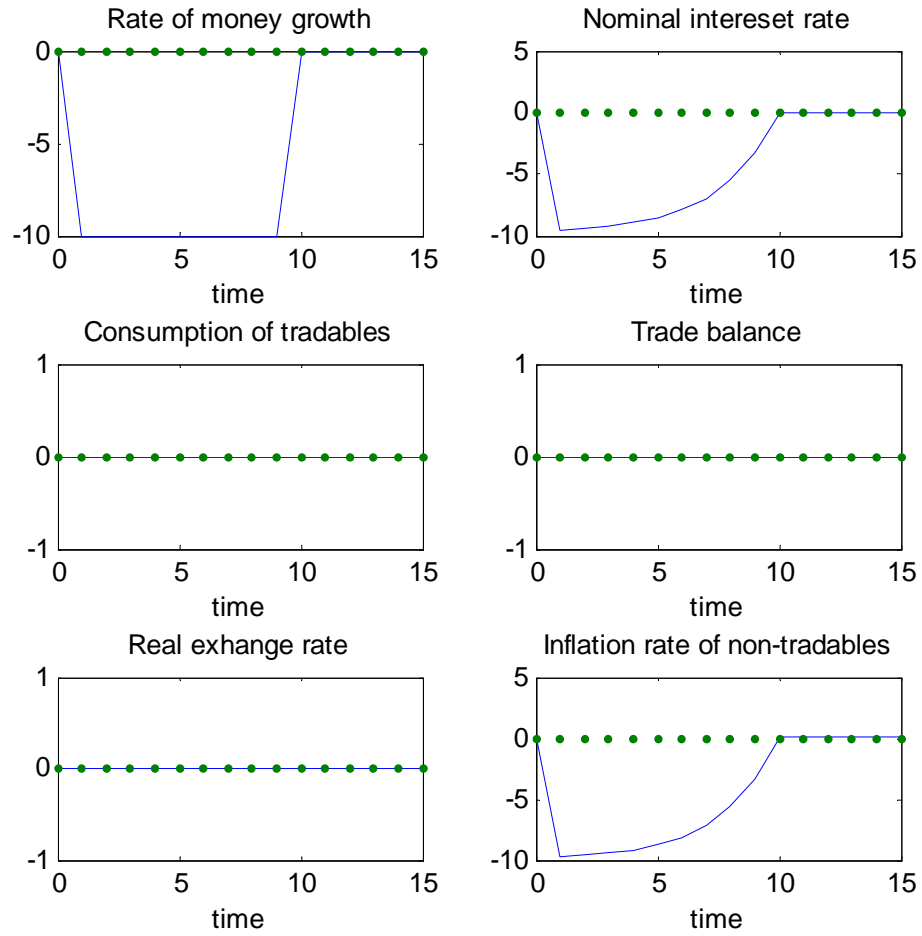 Rate of money growth
0
-5
-10
0 5 10 15
time
Nominal intereset rate
5
0
-5
-10
0 5 10 15
time
Consumption of tradables
1
0
-1
0 5 10 15
time
Trade balance
1
0
-1
0 5 10 15
time
Real exhange rate
1
0
-1
0 5 10 15
time
Inflation rate of non-tradables
5
0
-5
-10
0 5 10 15
time